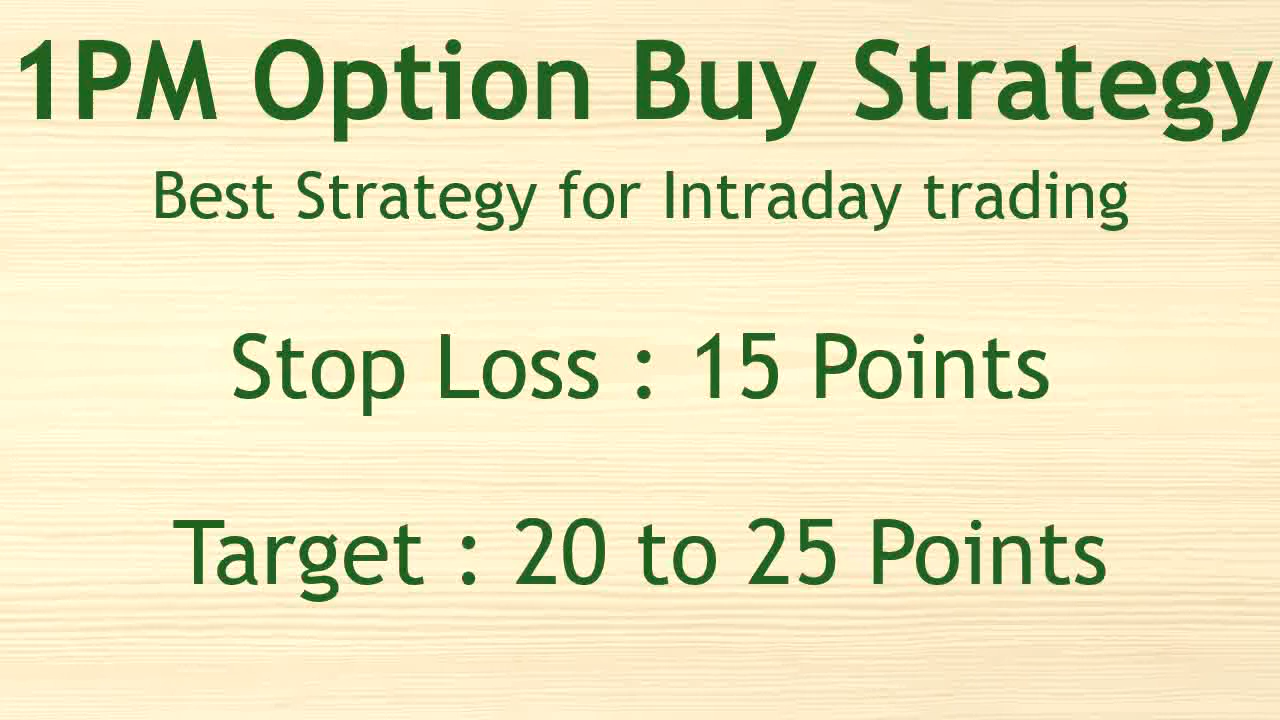 1PM Option Buy Strategy
Best Strategy for Intraday trading
Stop Loss : 15 Points
Target : 20 to 25 Points